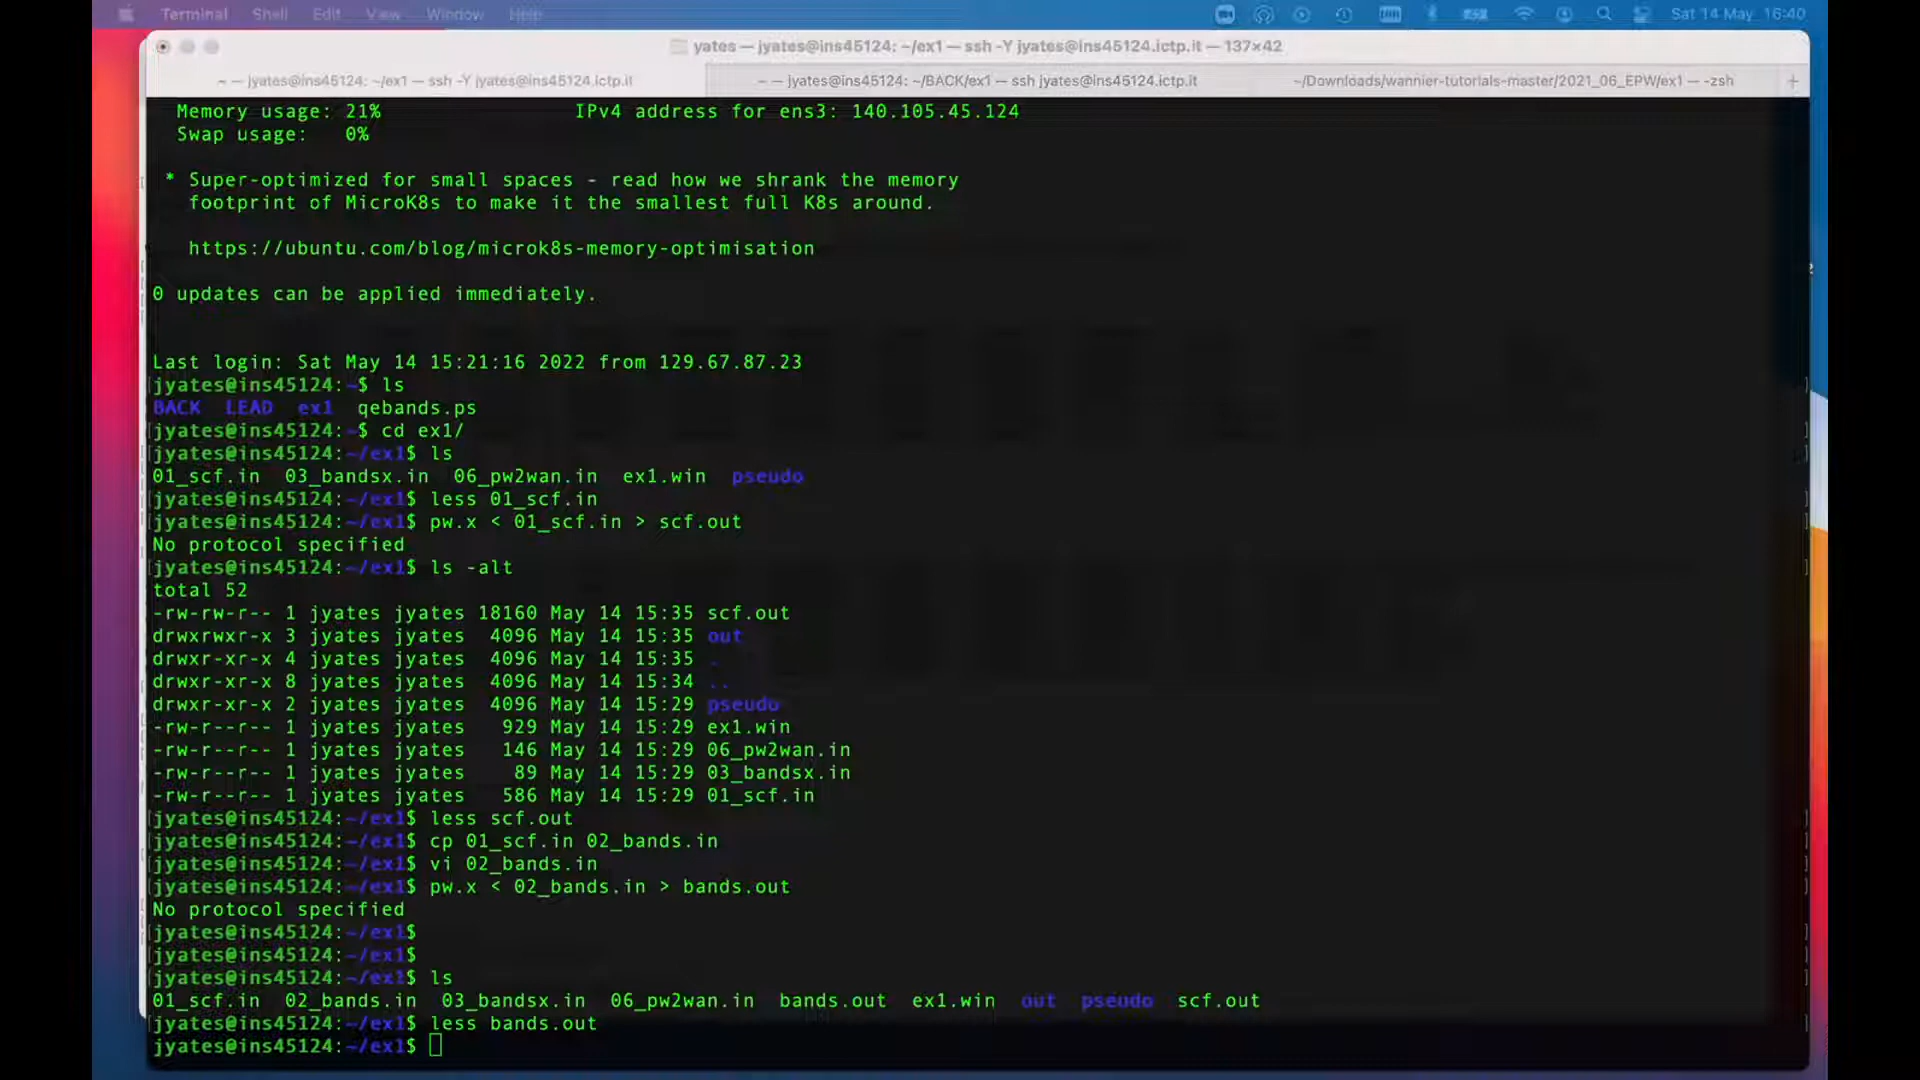 Terminal Shell Edit View Window Help Sat 14 May 16:40
yates — jyates@ins45124: ~/ex1 — ssh -Y jyates@ins45124.ictp.it — 137×42
~ — jyates@ins45124: ~/ex1 — ssh -Y jyates@ins45124.ictp.it ~ — jyates@ins45124: ~/BACK/ex1 — ssh jyates@ins45124.ictp.it ~/Downloads/wannier-tutorials-master/2021_06_EPW/ex1 — -zsh +
Memory usage: 21% IPv4 address for ens3: 140.105.45.124
Swap usage: 0%
* Super-optimized for small spaces - read how we shrank the memory
footprint of MicroK8s to make it the smallest full K8s around.
https://ubuntu.com/blog/microk8s-memory-optimisation
0 updates can be applied immediately.
Last login: Sat May 14 15:21:16 2022 from 129.67.87.23
jyates@ins45124:~$ ls
BACK LEAD ex1 qebands.ps
jyates@ins45124:~$ cd ex1/
jyates@ins45124:~/ex1$ ls
01_scf.in 03_bandsx.in 06_pw2wan.in ex1.win pseudo
jyates@ins45124:~/ex1$ less 01_scf.in
jyates@ins45124:~/ex1$ pw.x < 01_scf.in > scf.out
No protocol specified
jyates@ins45124:~/ex1$ ls -alt
total 52
-rw-rw-r-- 1 jyates jyates 18160 May 14 15:35 scf.out
drwxrwxr-x 3 jyates jyates 4096 May 14 15:35 out
drwxr-xr-x 4 jyates jyates 4096 May 14 15:35 .
drwxr-xr-x 8 jyates jyates 4096 May 14 15:34 ..
drwxr-xr-x 2 jyates jyates 4096 May 14 15:29 pseudo
-rw-r--r-- 1 jyates jyates 929 May 14 15:29 ex1.win
-rw-r--r-- 1 jyates jyates 146 May 14 15:29 06_pw2wan.in
-rw-r--r-- 1 jyates jyates 89 May 14 15:29 03_bandsx.in
-rw-r--r-- 1 jyates jyates 586 May 14 15:29 01_scf.in
jyates@ins45124:~/ex1$ less scf.out
jyates@ins45124:~/ex1$ cp 01_scf.in 02_bands.in
jyates@ins45124:~/ex1$ vi 02_bands.in
jyates@ins45124:~/ex1$ pw.x < 02_bands.in > bands.out
No protocol specified
jyates@ins45124:~/ex1$
jyates@ins45124:~/ex1$
jyates@ins45124:~/ex1$ ls
01_scf.in 02_bands.in 03_bandsx.in 06_pw2wan.in bands.out ex1.win out pseudo scf.out
jyates@ins45124:~/ex1$ less bands.out
jyates@ins45124:~/ex1$